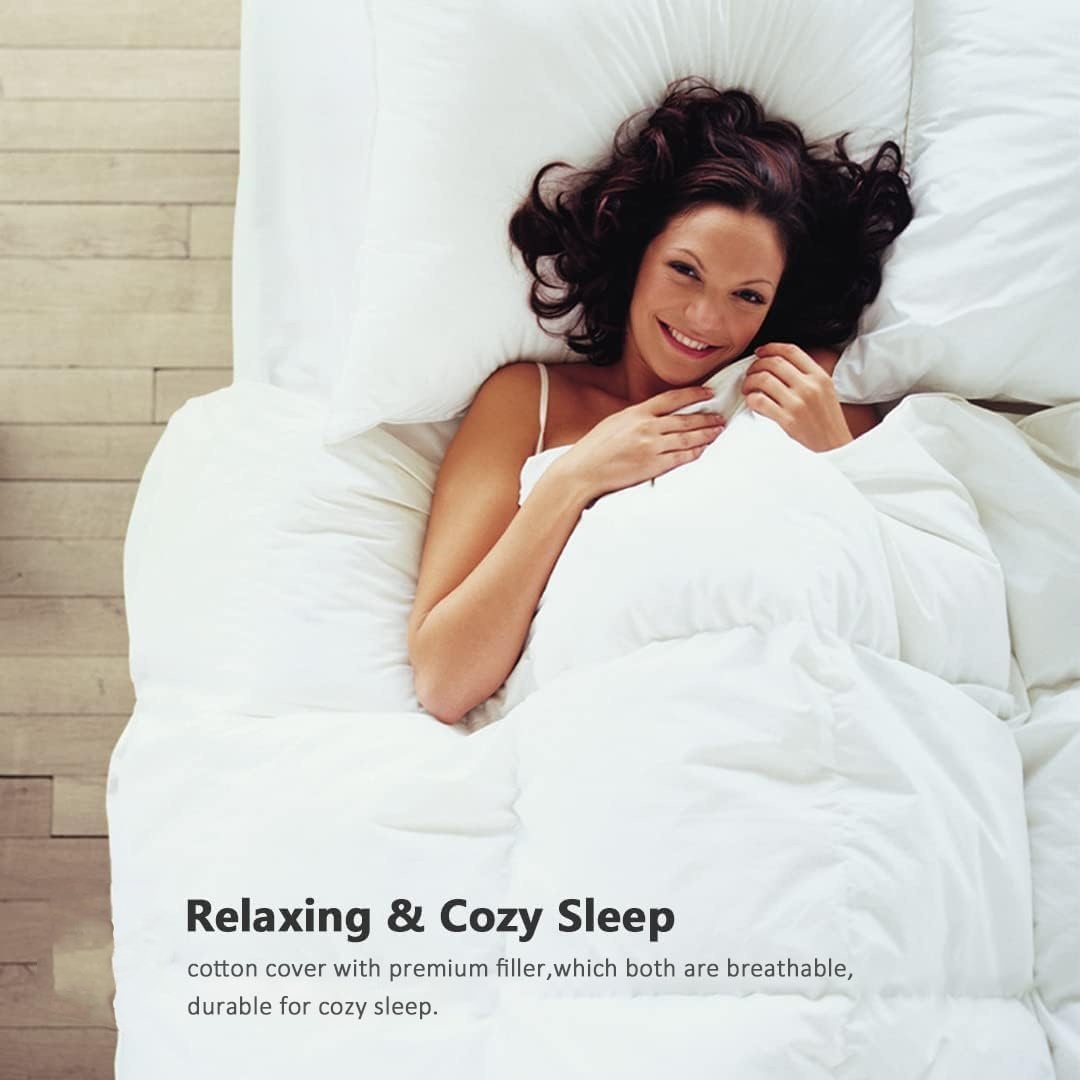 Relaxing & Cozy Sleep
cotton cover with premium filler,which both are breathable,
durable for cozy sleep.